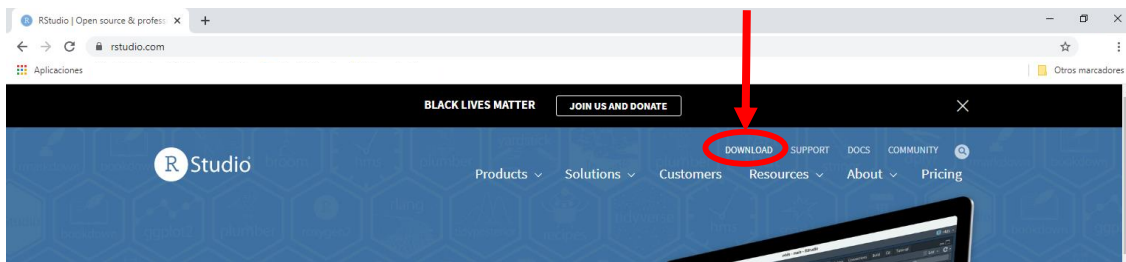 RStudio | Open source & profess
rstudio.com
Aplicaciones
Otros marcadores
BLACK LIVES MATTER JOIN US AND DONATE
DOWNLOAD SUPPORT DOCS COMMUNITY
R Studio
Products Solutions Customers Resources About Pricing